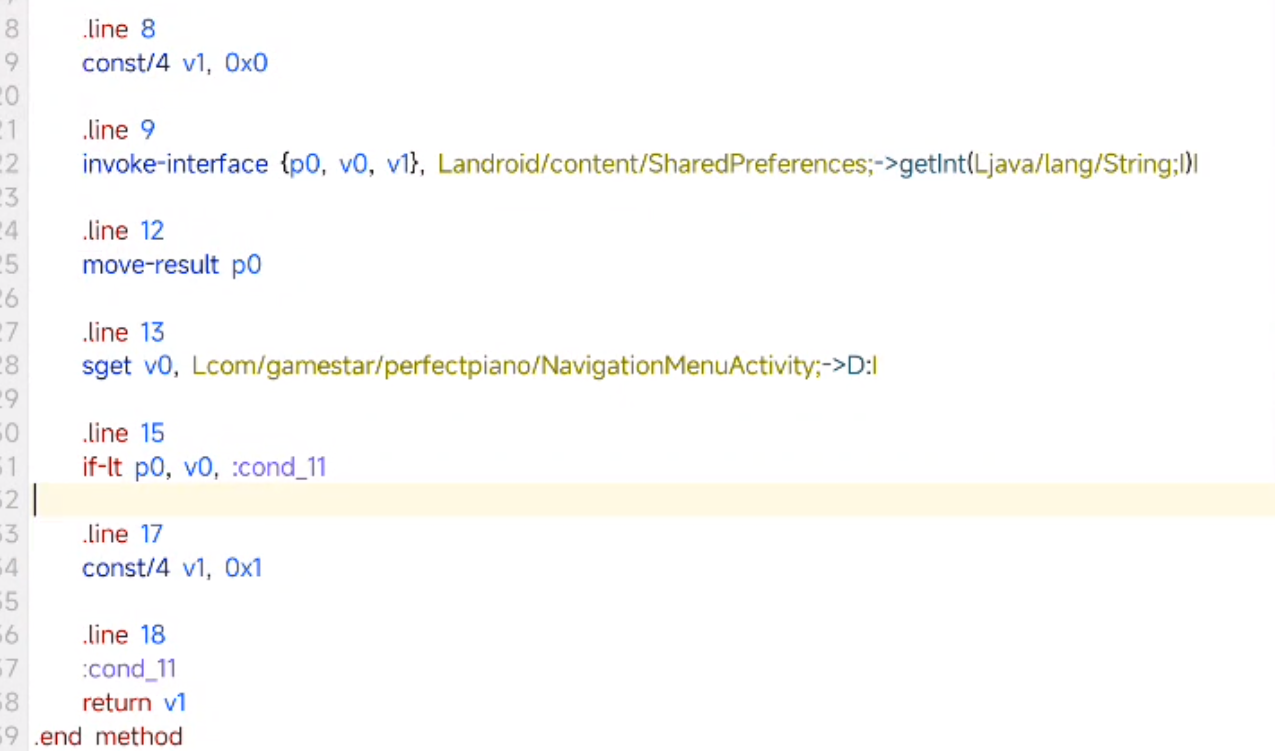 8 .line 8
9 const/4 v1, 0x0
20
21 .line 9
22 invoke-interface {p0, v0, v1}, Landroid/content/SharedPreferences;->getInt(Ljava/lang/String;I)I
23
24 .line 12
25 move-result p0
26
27 .line 13
28 sget v0, Lcom/gamestar/perfectpiano/NavigationMenuActivity;->D:I
29
30 .line 15
31 if-lt p0, v0, :cond_11
32
33 .line 17
34 const/4 v1, 0x1
35
36 .line 18
37 :cond_11
38 return v1
39 .end method